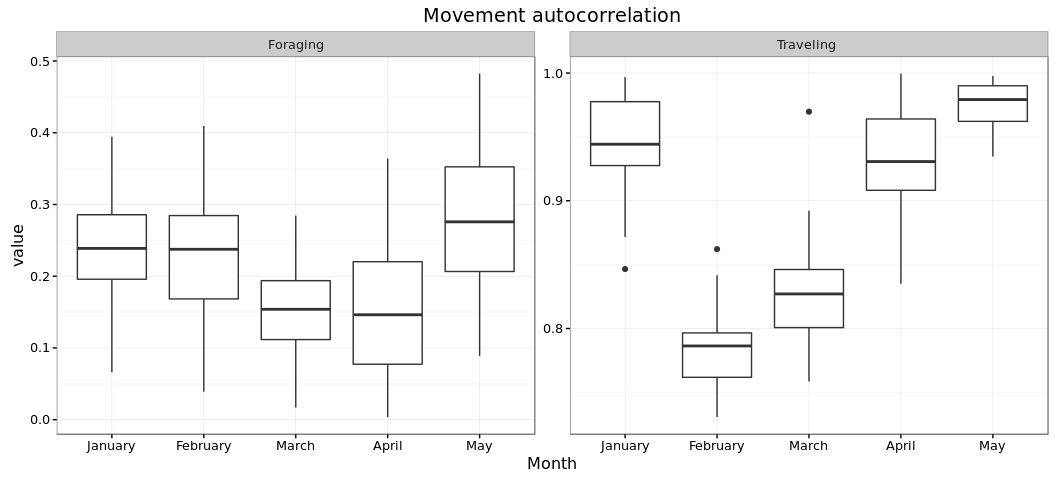 Movement autocorrelation
Foraging
Traveling
value
0.5
0.4
0.3
0.2
0.1
0.0
1.0
0.9
0.8
January February March April May
January February March April May
Month